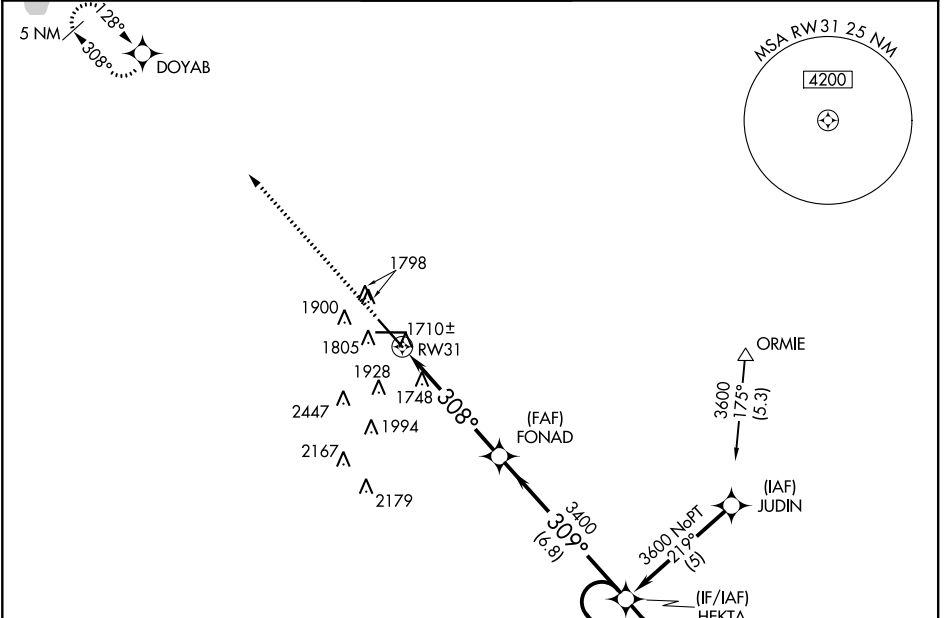 5 NM
128°
308°
DOYAB
MSA RW31 25 NM
4200
1798
1900
1710±
1805
RW31
1928
1748
2447
308°
1994
2167
2179
(FAF)
FONAD
ORMIE
3600
175°
(5.3)
(IAF)
JUDIN
3400
309°
(6.8)
3600 NoPT
219°
(5)
(IF/IAF)
HEKTA